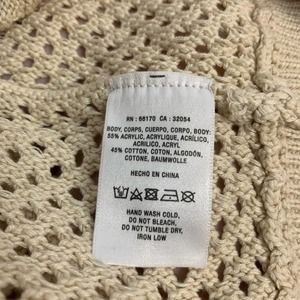 RN : 66170 CA : 32054
BODY, CORPS, CUERPO, CORPO, BODY:
55% ACRYLIC, ACRYLIQUE, ACRÍLICO,
ACRILICO, ACRYL
45% COTTON, COTON, ALGODÓN,
COTONE, BAUMWOLLE
HECHO EN CHINA
HAND WASH COLD,
DO NOT BLEACH,
DO NOT TUMBLE DRY,
IRON LOW